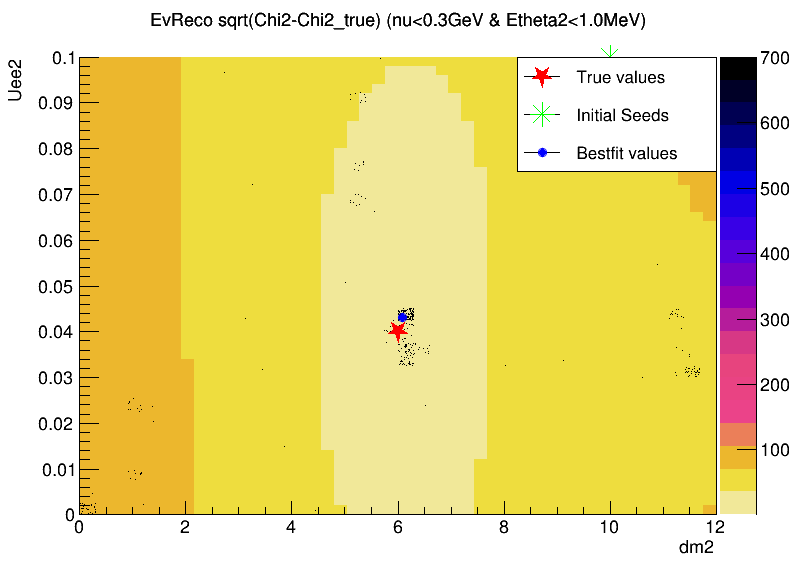 EvReco sqrt(Chi2-Chi2_true) (nu<0.3GeV & Etheta2<1.0MeV)
Uee2
0.1
0.09
0.08
0.07
0.06
0.05
0.04
0.03
0.02
0.01
0
True values
Initial Seeds
Bestfit values
700
600
500
400
300
200
100
0 2 4 6 8 10 12
dm2